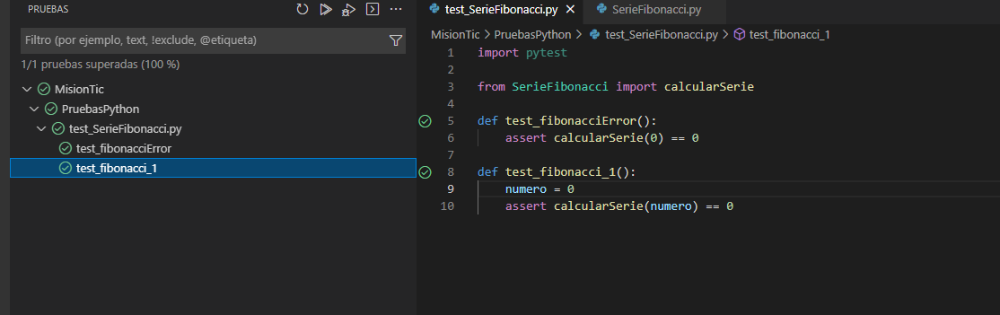 PRUEBAS
Filtro (por ejemplo, text, !exclude, @etiqueta)
1/1 pruebas superadas (100 %)
MisionTic
PruebasPython
test_SerieFibonacci.py
test_fibonacciError
test_fibonacci_1
test_SerieFibonacci.py
SerieFibonacci.py
MisionTic > PruebasPython > test_SerieFibonacci.py > test_fibonacci_1
1 import pytest
2
3 from SerieFibonacci import calcularSerie
4
5 def test_fibonacciError():
6 assert calcularSerie(0) == 0
7
8 def test_fibonacci_1():
9 numero = 0
10 assert calcularSerie(numero) == 0